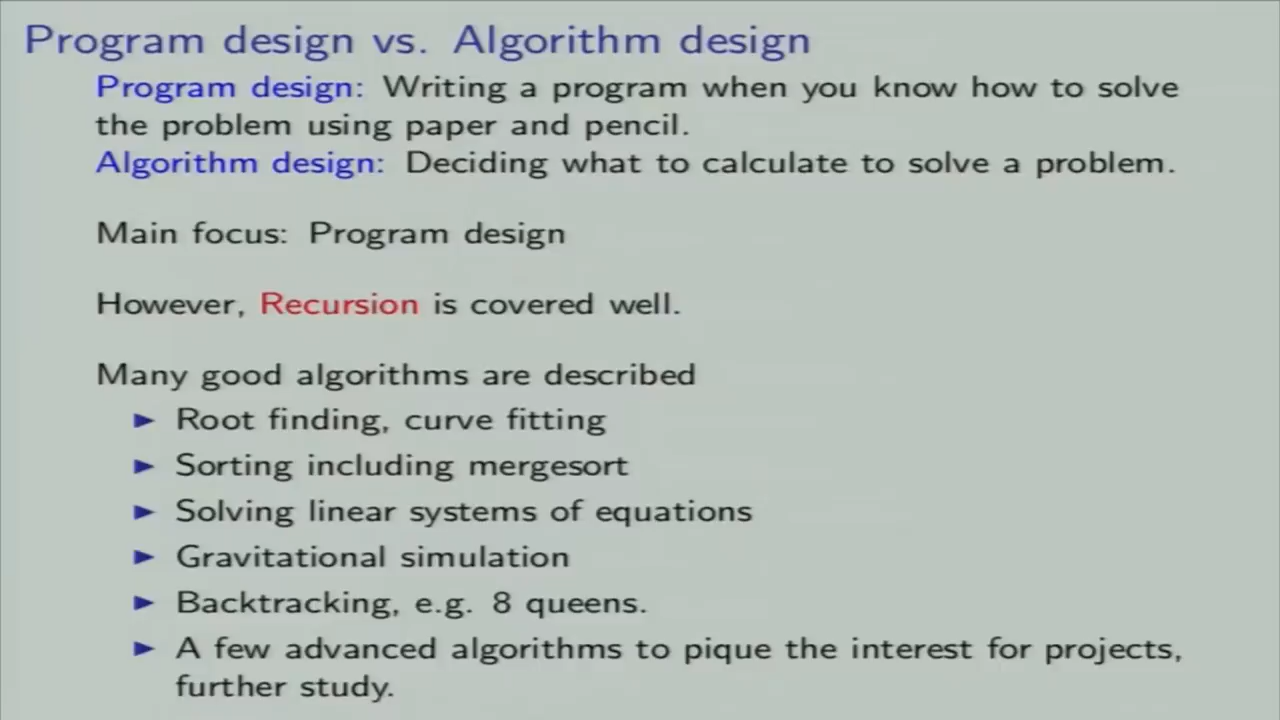 Program design vs. Algorithm design
Program design: Writing a program when you know how to solve
the problem using paper and pencil.
Algorithm design: Deciding what to calculate to solve a problem.
Main focus: Program design
However, Recursion is covered well.
Many good algorithms are described
► Root finding, curve fitting
► Sorting including mergesort
► Solving linear systems of equations
► Gravitational simulation
► Backtracking, e.g. 8 queens.
► A few advanced algorithms to pique the interest for projects,
further study.